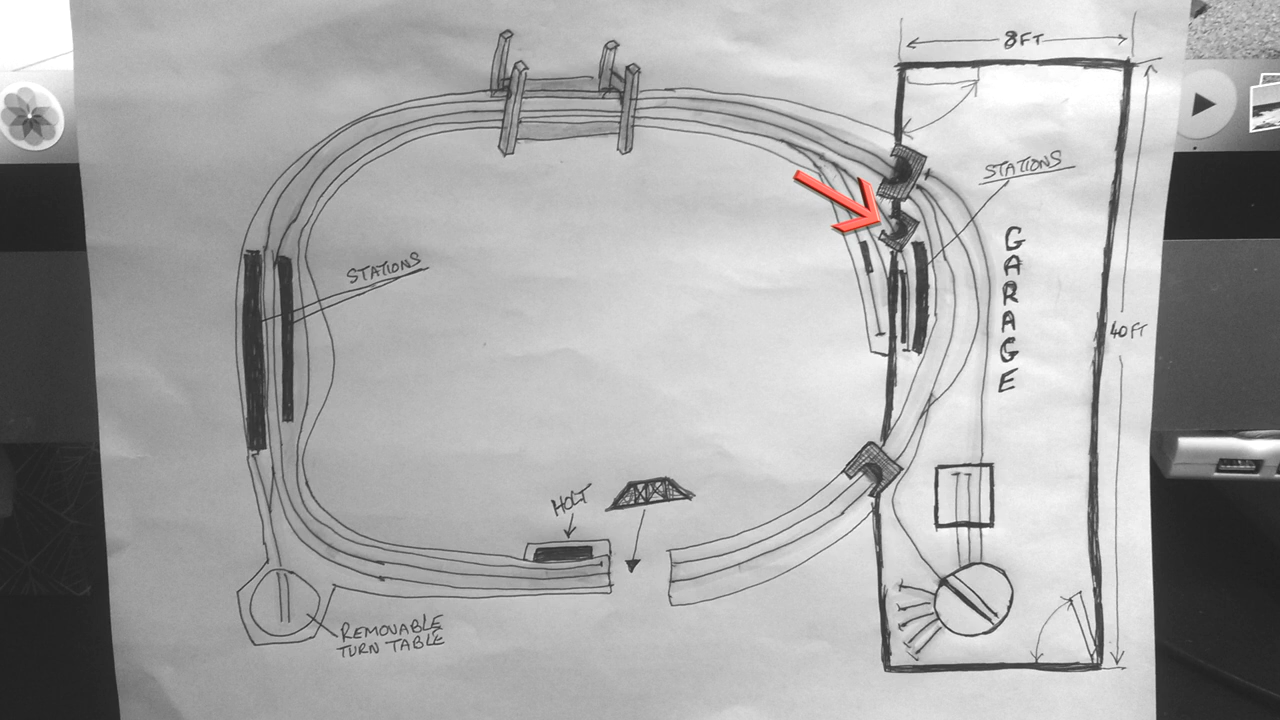 8FT
STATIONS
GARAGE
40FT
STATIONS
HOLT
REMOVABLE
TURN TABLE